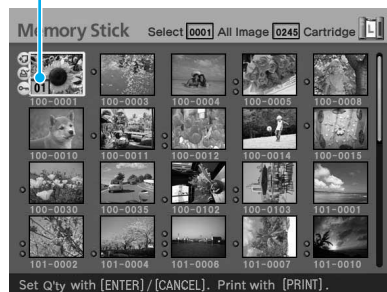 Memory Stick Select 0001 All Image 0245 Cartridge L
01
100-0001 100-0003 100-0004 100-0005 100-0008
100-0010 100-0011 100-0012 100-0014 100-0015
100-0030 100-0035 100-0102 100-0103 101-0001
101-0002 101-0004 101-0006 101-0007 101-0010
Set Q'ty with [ENTER]/[CANCEL]. Print with [PRINT].